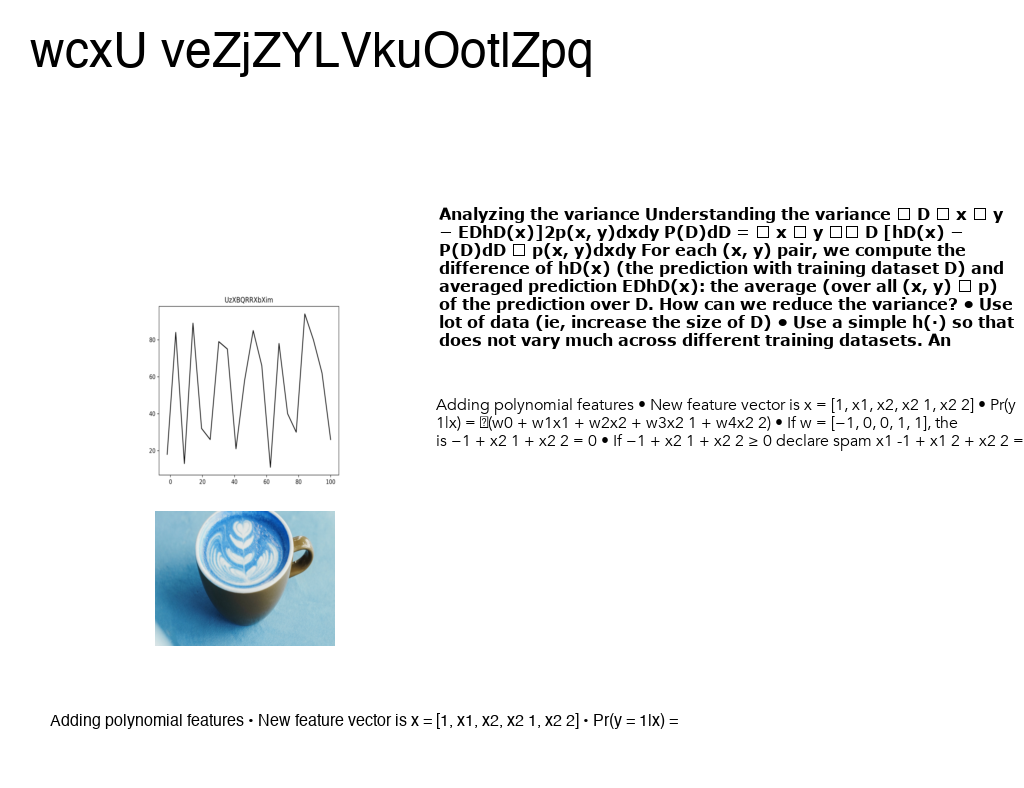 wcxU veZjZYLVkuOotlZpq
Analyzing the variance Understanding the variance □ D □ x □ y
− EDhD(x)]2p(x, y)dxdy P(D)dD = □ x □ y □□ D [hD(x) −
P(D)dD □ p(x, y)dxdy For each (x, y) pair, we compute the
difference of hD(x) (the prediction with training dataset D) and
averaged prediction EDhD(x): the average (over all (x, y) □ p)
of the prediction over D. How can we reduce the variance? • Use
lot of data (ie, increase the size of D) • Use a simple h(·) so that
does not vary much across different training datasets. An
UzXBQRRXbXim
80
60
40
20
0 20 40 60 80 100
Adding polynomial features • New feature vector is x = [1, x1, x2, x2 1, x2 2] • Pr(y
1|x) = (w0 + w1x1 + w2x2 + w3x2 1 + w4x2 2) • If w = [−1, 0, 0, 1, 1], the
is −1 + x2 1 + x2 2 = 0 • If −1 + x2 1 + x2 2 ≥ 0 declare spam x1 -1 + x1 2 + x2 2 =
Adding polynomial features • New feature vector is x = [1, x1, x2, x2 1, x2 2] • Pr(y = 1|x) =